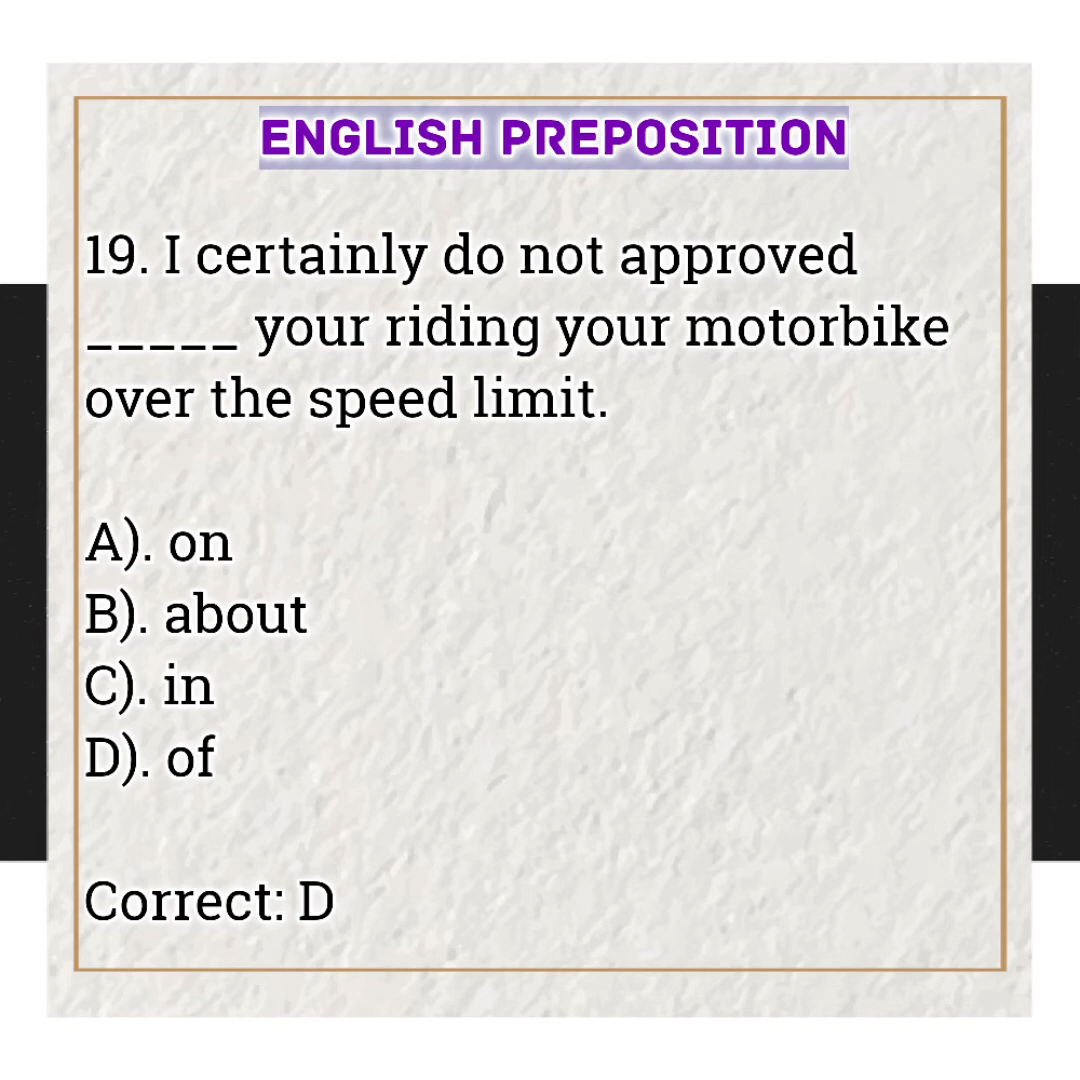 ENGLISH PREPOSITION
19. I certainly do not approved
_____ your riding your motorbike
over the speed limit.
A). on
B). about
C). in
D). of
Correct: D